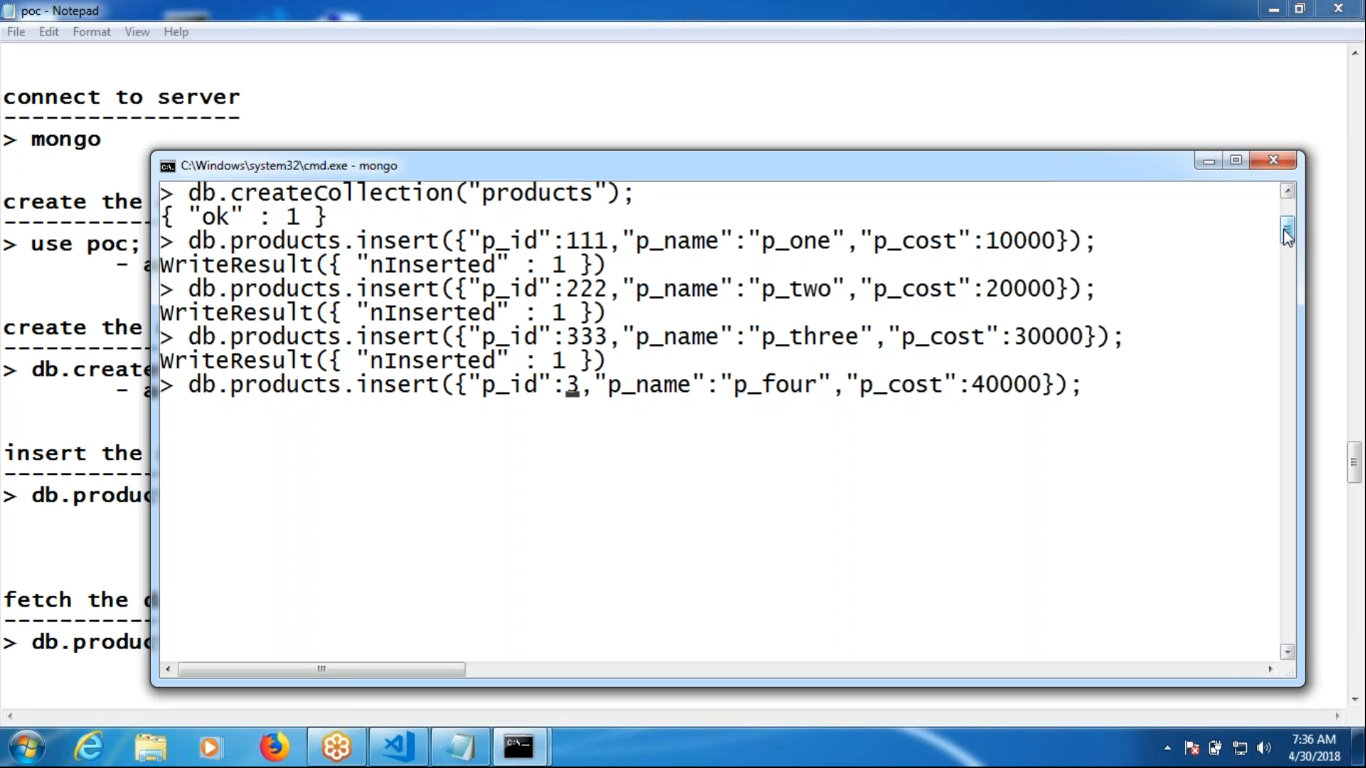 poc - Notepad
File Edit Format View Help
connect to server
-----------------
> mongo
create the
> use poc;
- a
create the
> db.create
- a
insert the
> db.produc
fetch the
> db.produc
C:\Windows\system32\cmd.exe - mongo
> db.createCollection("products");
{ "ok" : 1 }
> db.products.insert({"p_id":111,"p_name":"p_one","p_cost":10000});
WriteResult({ "nInserted" : 1 })
> db.products.insert({"p_id":222,"p_name":"p_two","p_cost":20000});
WriteResult({ "nInserted" : 1 })
> db.products.insert({"p_id":333,"p_name":"p_three","p_cost":30000});
WriteResult({ "nInserted" : 1 })
> db.products.insert({"p_id":3,"p_name":"p_four","p_cost":40000});
7:36 AM
4/30/2018